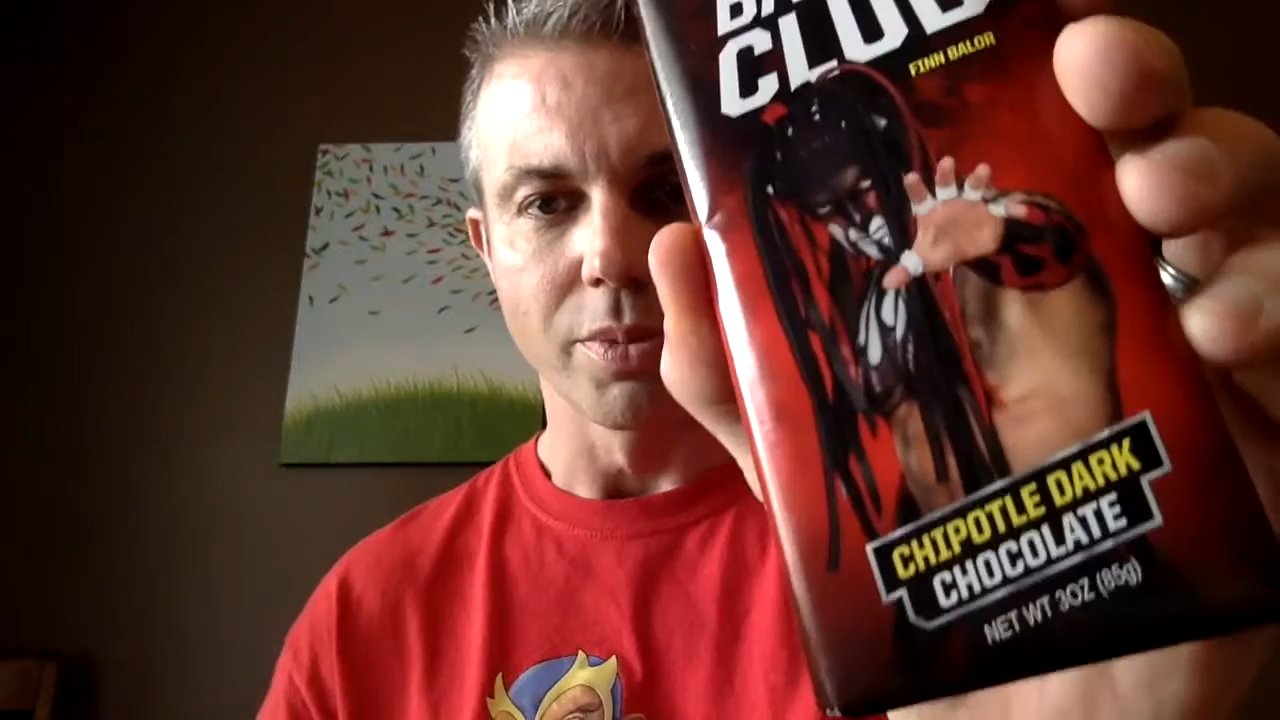 CLUB
FINN BALOR
CHIPOTLE DARK
CHOCOLATE
NET WT 3OZ (85g)